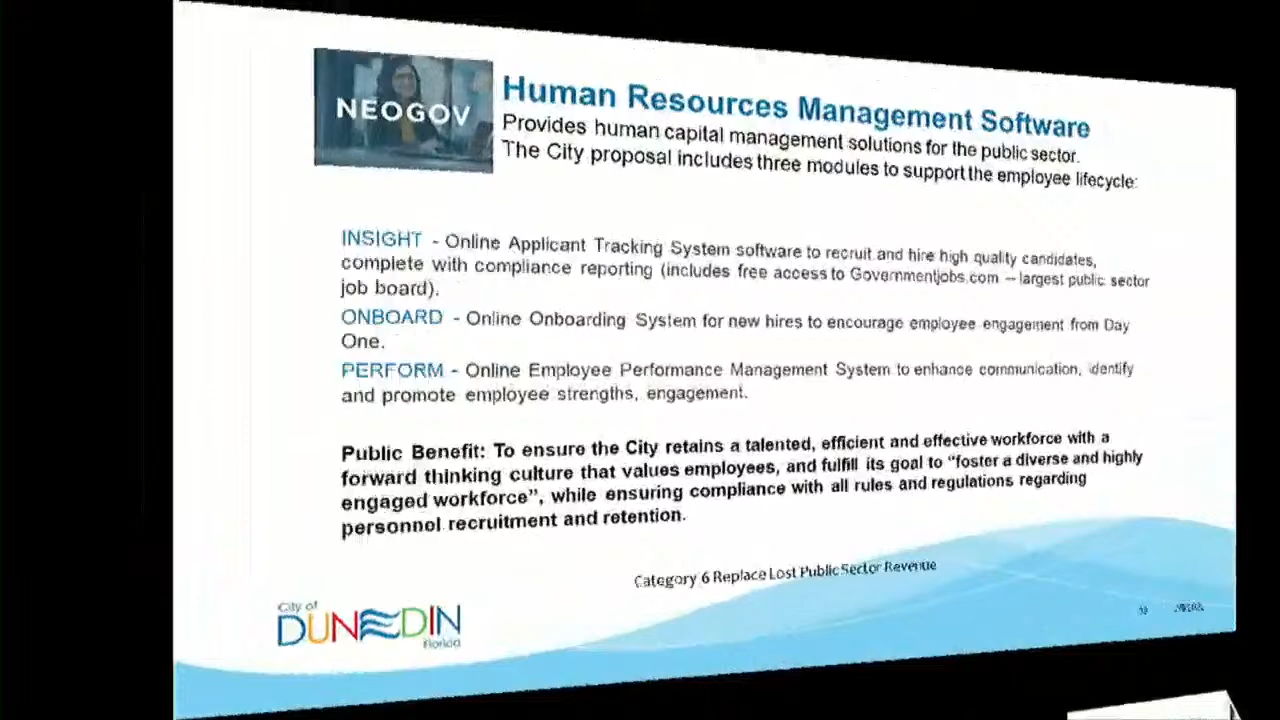 NEOGOV
Human Resources Management Software
Provides human capital management solutions for the public sector.
The City proposal includes three modules to support the employee lifecycle:
INSIGHT - Online Applicant Tracking System software to recruit and hire high quality candidates,
complete with compliance reporting (includes free access to Governmentjobs.com – largest public sector
job board).
ONBOARD - Online Onboarding System for new hires to encourage employee engagement from Day
One.
PERFORM - Online Employee Performance Management System to enhance communication, identify
and promote employee strengths, engagement.
Public Benefit: To ensure the City retains a talented, efficient and effective workforce with a
forward thinking culture that values employees, and fulfill its goal to “foster a diverse and highly
engaged workforce”, while ensuring compliance with all rules and regulations regarding
personnel recruitment and retention.
Category 6 Replace Lost Public Sector Revenue
City of
DUNEDIN
Florida